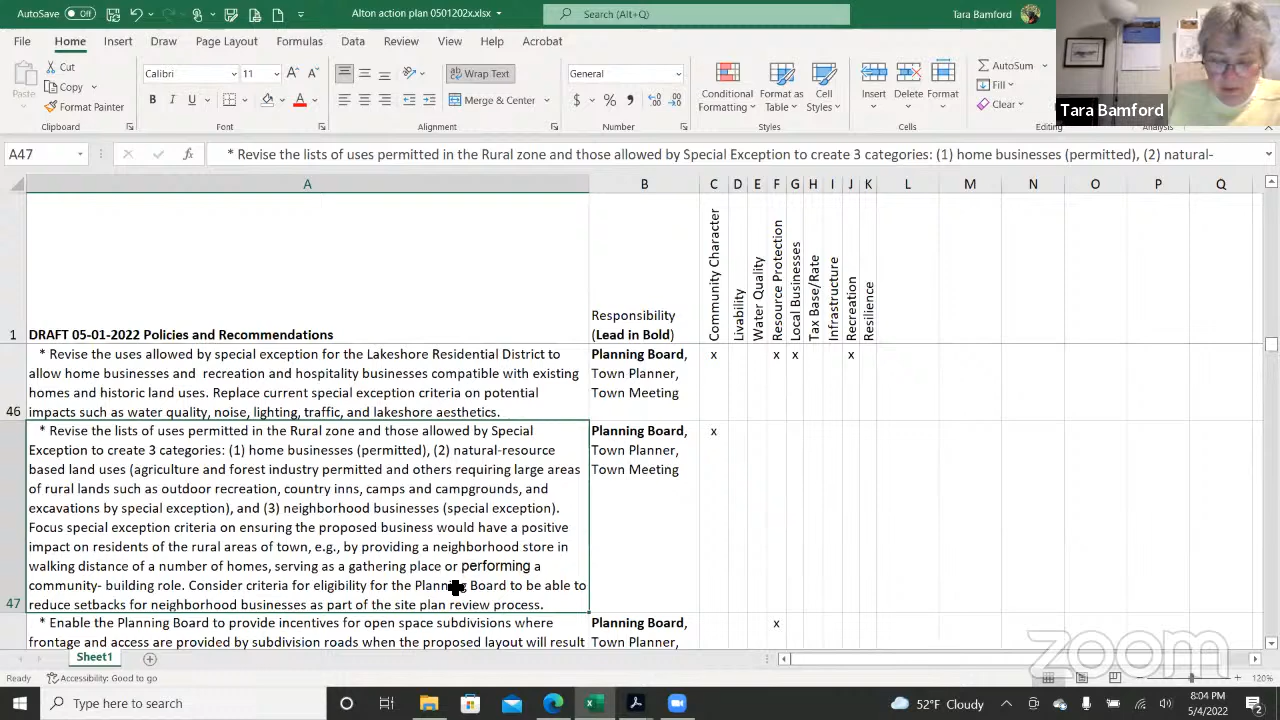 AutoSave Off
Alton action plan 0501202xxlsx
Search (Alt+Q)
Tara Bamford
File Home Insert Draw Page Layout Formulas Data Review View Help Acrobat
Paste
Cut
Copy
Format Painter
Clipboard
Calibri 11
B I U
Font
Wrap Text
Merge & Center
Alignment
General
Number
Conditional Formatting
Format as Table
Cell Styles
Styles
Insert Delete Format
Cells
AutoSum
Fill
Clear
Editing
Analysis
Tara Bamford
A47
fx
* Revise the lists of uses permitted in the Rural zone and those allowed by Special Exception to create 3 categories: (1) home businesses (permitted), (2) natural-
A B C D E F G H I J K L M N O P Q
1
DRAFT 05-01-2022 Policies and Recommendations
Responsibility
(Lead in Bold)
Community Character
Livability
Water Quality
Resource Protection
Local Businesses
Tax Base/Rate
Infrastructure
Recreation
Resilience
46
* Revise the uses allowed by special exception for the Lakeshore Residential District to
allow home businesses and recreation and hospitality businesses compatible with existing
homes and historic land uses. Replace current special exception criteria on potential
impacts such as water quality, noise, lighting, traffic, and lakeshore aesthetics.
Planning Board,
Town Planner,
Town Meeting
x x x x
47
* Revise the lists of uses permitted in the Rural zone and those allowed by Special
Exception to create 3 categories: (1) home businesses (permitted), (2) natural-resource
based land uses (agriculture and forest industry permitted and others requiring large areas
of rural lands such as outdoor recreation, country inns, camps and campgrounds, and
excavations by special exception), and (3) neighborhood businesses (special exception).
Focus special exception criteria on ensuring the proposed business would have a positive
impact on residents of the rural areas of town, e.g., by providing a neighborhood store in
walking distance of a number of homes, serving as a gathering place or performing a
community- building role. Consider criteria for eligibility for the Planning Board to be able to
reduce setbacks for neighborhood businesses as part of the site plan review process.
Planning Board,
Town Planner,
Town Meeting
x
* Enable the Planning Board to provide incentives for open space subdivisions where
frontage and access are provided by subdivision roads when the proposed layout will result
Planning Board,
Town Planner,
x
zoom
Sheet1
Ready
Accessibility: Good to go
120%
Type here to search
52°F Cloudy
8:04 PM
5/4/2022
2